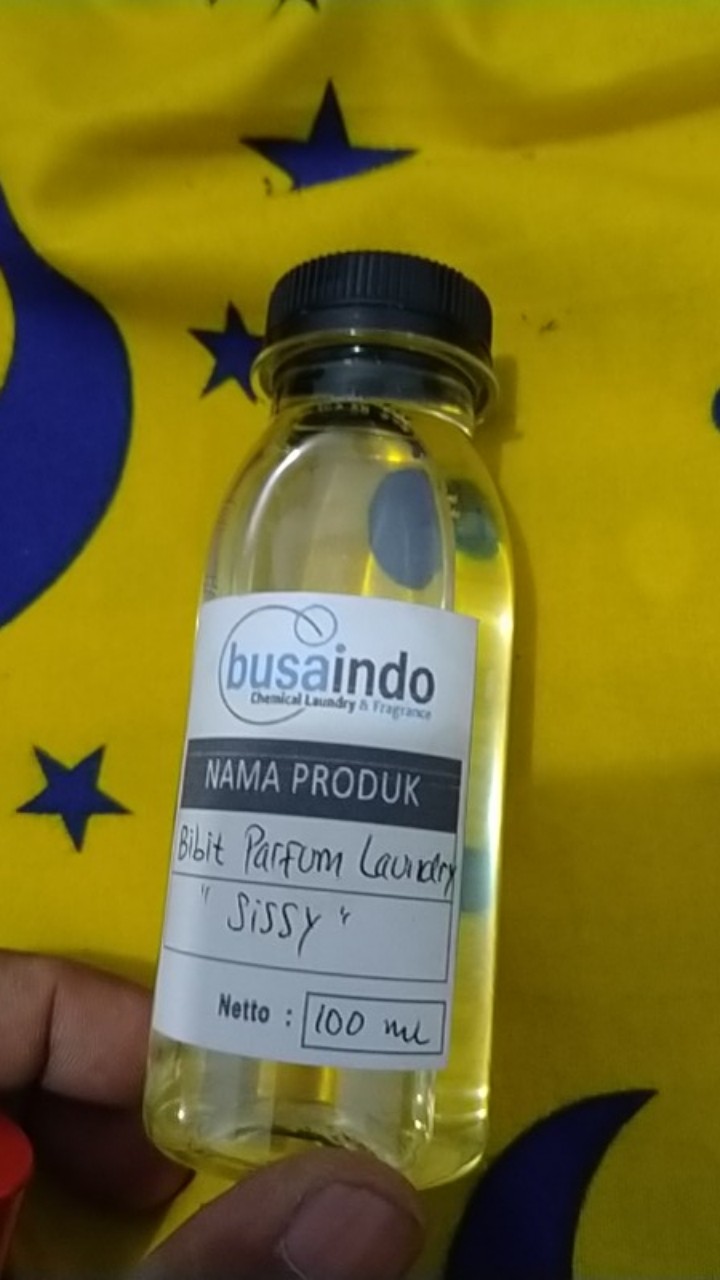 busaindo
Chemical Laundry & Fragrance
NAMA PRODUK
Bibit Parfum Laundry
"Sissy"
Netto : 100 ml